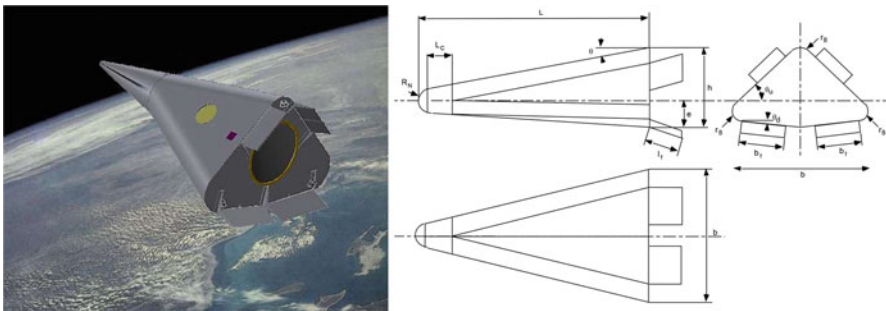 L
L_C
θ
R_N
h
e
l_f
r_B
θ_u
r_B
θ_d
r_B
b_f
b_f
b
b